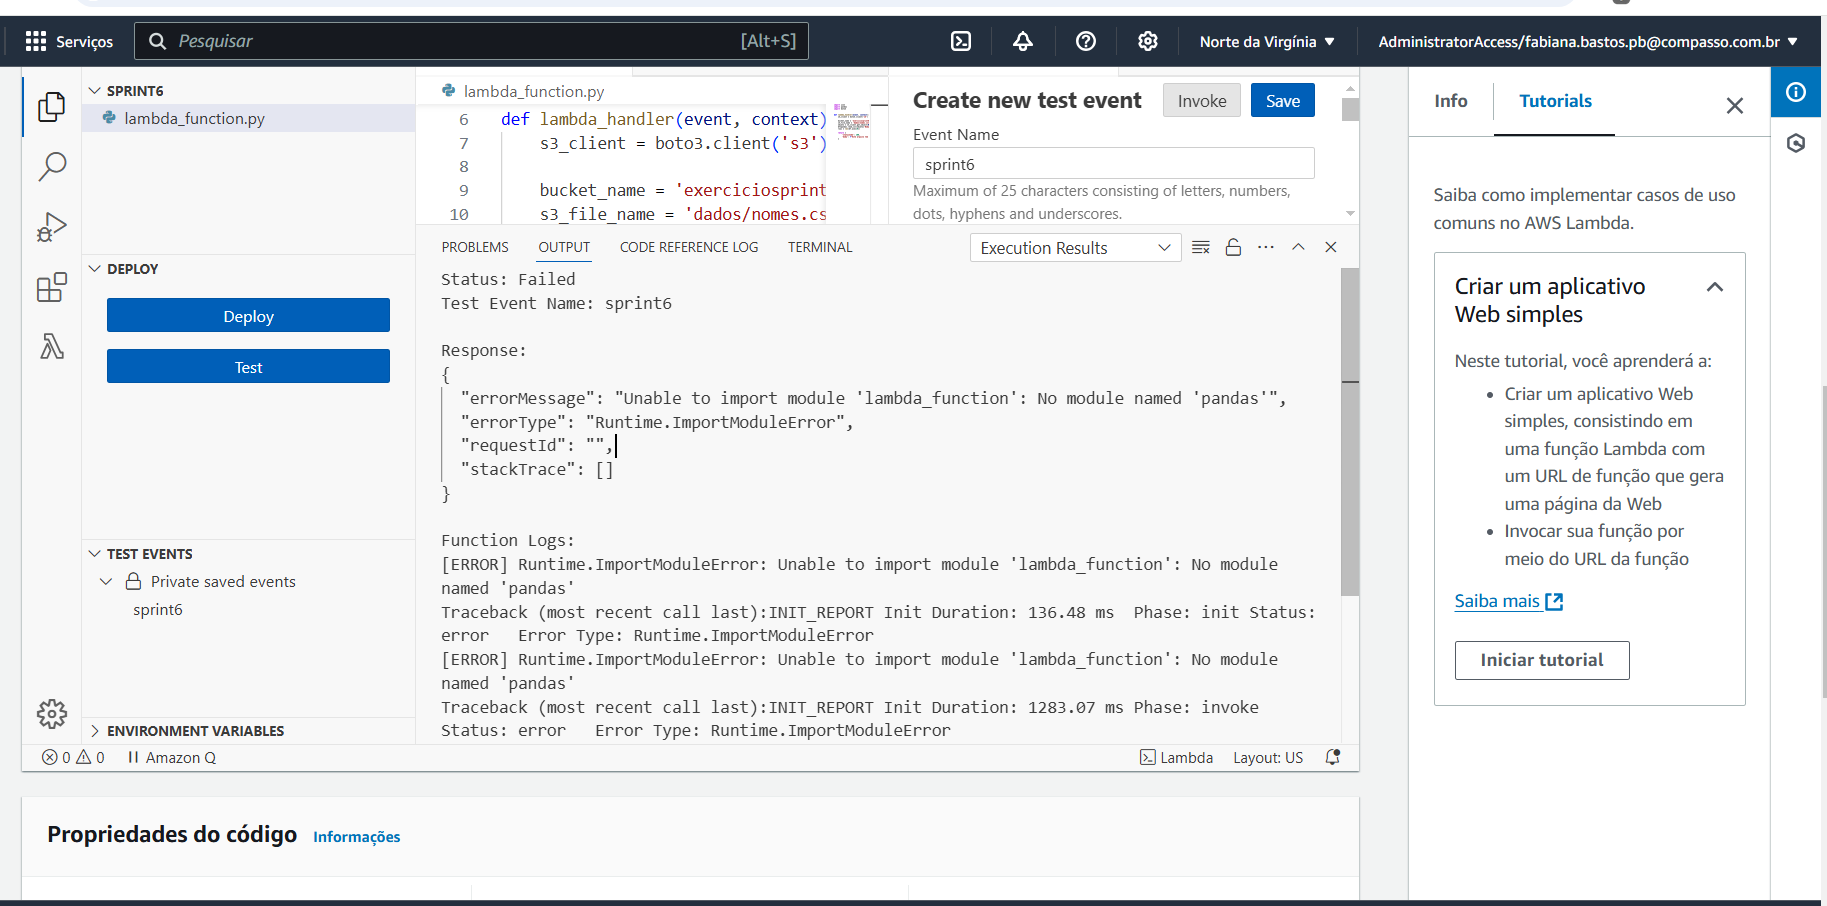 Serviços
Pesquisar [Alt+S]
Norte da Virgínia
AdministratorAccess/fabiana.bastos.pb@compasso.com.br
SPRINT6
lambda_function.py
DEPLOY
Deploy
Test
TEST EVENTS
Private saved events
sprint6
ENVIRONMENT VARIABLES
lambda_function.py
6 def lambda_handler(event, context)
7 s3_client = boto3.client('s3')
8
9 bucket_name = 'exerciciosprint
10 s3_file_name = 'dados/nomes.cs
Create new test event
Invoke
Save
Event Name
sprint6
Maximum of 25 characters consisting of letters, numbers,
dots, hyphens and underscores.
PROBLEMS OUTPUT CODE REFERENCE LOG TERMINAL
Execution Results
Status: Failed
Test Event Name: sprint6
Response:
{
"errorMessage": "Unable to import module 'lambda_function': No module named 'pandas'",
"errorType": "Runtime.ImportModuleError",
"requestId": "",
"stackTrace": []
}
Function Logs:
[ERROR] Runtime.ImportModuleError: Unable to import module 'lambda_function': No module
named 'pandas'
Traceback (most recent call last):INIT_REPORT Init Duration: 136.48 ms Phase: init Status:
error Error Type: Runtime.ImportModuleError
[ERROR] Runtime.ImportModuleError: Unable to import module 'lambda_function': No module
named 'pandas'
Traceback (most recent call last):INIT_REPORT Init Duration: 1283.07 ms Phase: invoke
Status: error Error Type: Runtime.ImportModuleError
0 0 Amazon Q
Lambda Layout: US
Propriedades do código Informações
Info Tutorials
Saiba como implementar casos de uso
comuns no AWS Lambda.
Criar um aplicativo
Web simples
Neste tutorial, você aprenderá a:
• Criar um aplicativo Web
simples, consistindo em
uma função Lambda com
um URL de função que gera
uma página da Web
• Invocar sua função por
meio do URL da função
Saiba mais
Iniciar tutorial